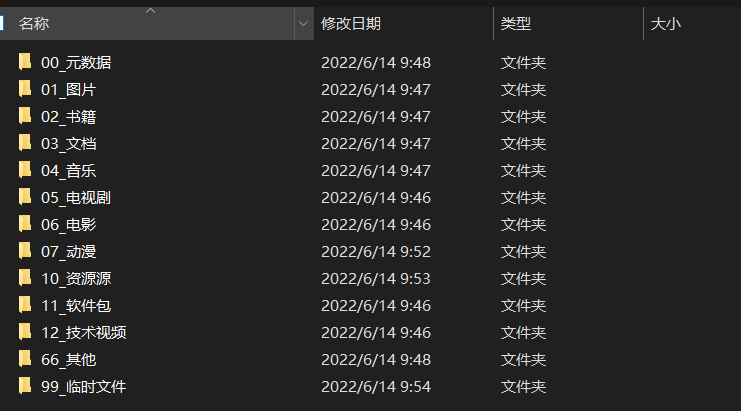 名称 修改日期 类型 大小
00_元数据 2022/6/14 9:48 文件夹
01_图片 2022/6/14 9:47 文件夹
02_书籍 2022/6/14 9:47 文件夹
03_文档 2022/6/14 9:47 文件夹
04_音乐 2022/6/14 9:47 文件夹
05_电视剧 2022/6/14 9:46 文件夹
06_电影 2022/6/14 9:46 文件夹
07_动漫 2022/6/14 9:52 文件夹
10_资源源 2022/6/14 9:53 文件夹
11_软件包 2022/6/14 9:46 文件夹
12_技术视频 2022/6/14 9:46 文件夹
66_其他 2022/6/14 9:48 文件夹
99_临时文件 2022/6/14 9:54 文件夹